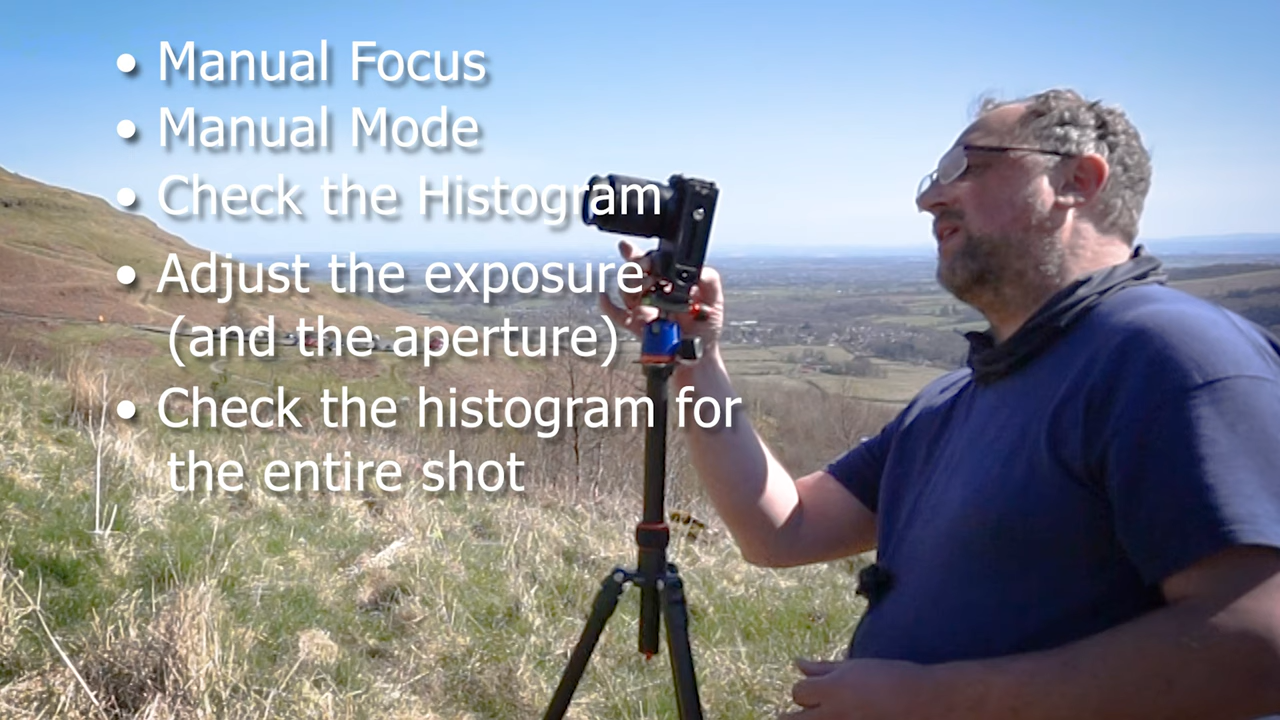 • Manual Focus
• Manual Mode
• Check the Histogram
• Adjust the exposure
(and the aperture)
• Check the histogram for
the entire shot